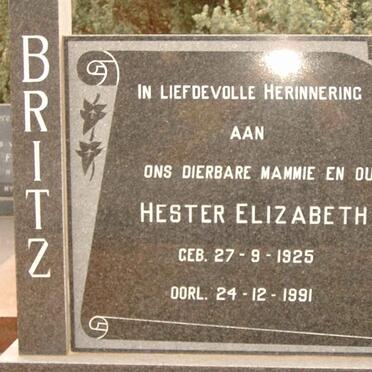 BRITZ
IN LIEFDEVOLLE HERINNERING
AAN
ONS DIERBARE MAMMIE EN OU
HESTER ELIZABETH
GEB. 27-9-1925
OORL. 24-12-1991